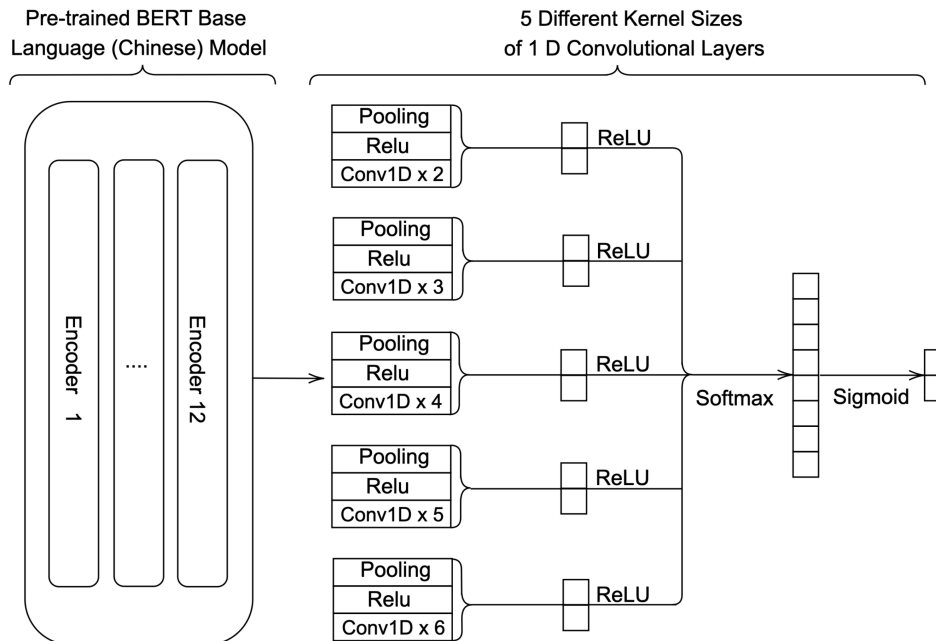 Pre-trained BERT Base
Language (Chinese) Model
5 Different Kernel Sizes
of 1 D Convolutional Layers
Encoder 1
....
Encoder 12
Pooling
Relu
Conv1D x 2
ReLU
Pooling
Relu
Conv1D x 3
ReLU
Pooling
Relu
Conv1D x 4
ReLU
Pooling
Relu
Conv1D x 5
ReLU
Pooling
Relu
Conv1D x 6
ReLU
Softmax
Sigmoid